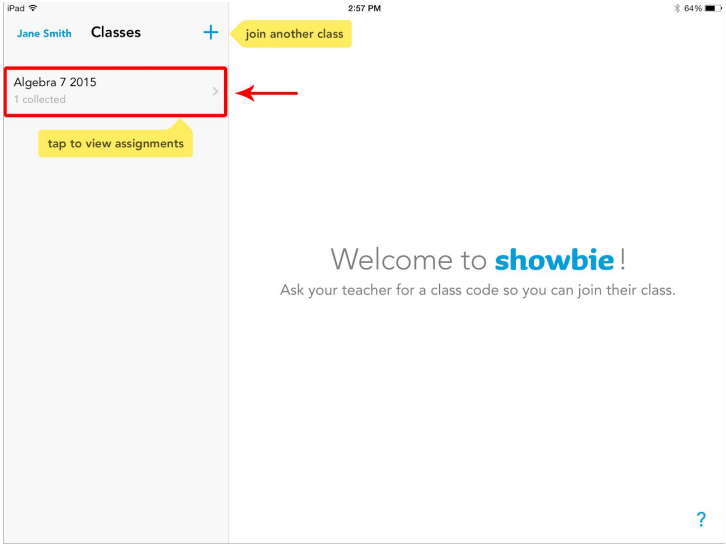 iPad 2:57 PM 64%
Jane Smith Classes + join another class
Algebra 7 2015
1 collected
tap to view assignments
Welcome to showbie!
Ask your teacher for a class code so you can join their class.
?